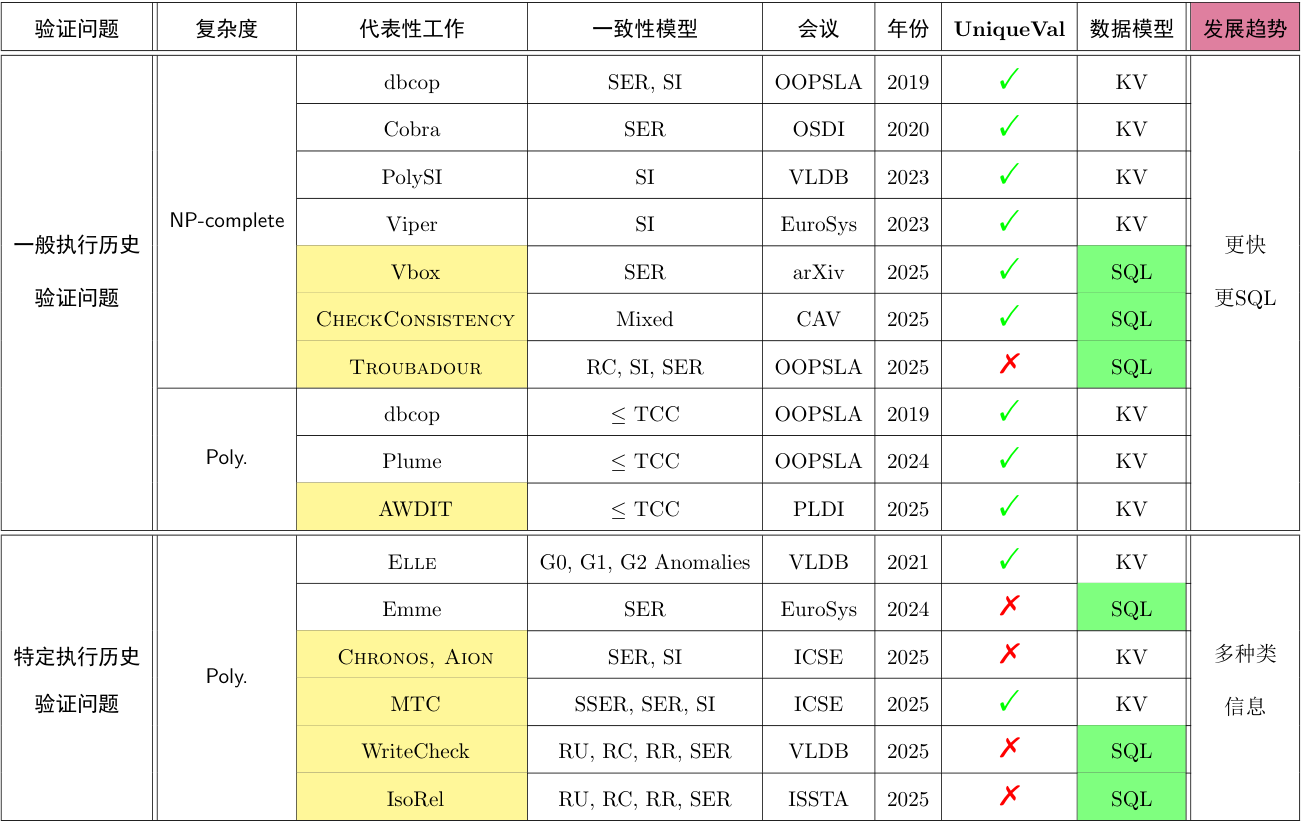 验证问题 复杂度 代表性工作 一致性模型 会议 年份 UniqueVal 数据模型 发展趋势
dbcop SER, SI OOPSLA 2019 ✓ KV
Cobra SER OSDI 2020 ✓ KV
PolySI SI VLDB 2023 ✓ KV
NP-complete
Viper SI EuroSys 2023 ✓ KV
一般执行历史
验证问题
更快
更SQL
Vbox SER arXiv 2025 ✓ SQL
CHECKCONSISTENCY Mixed CAV 2025 ✓ SQL
TROUBADOUR RC, SI, SER OOPSLA 2025 ✗ SQL
dbcop ≤ TCC OOPSLA 2019 ✓ KV
Poly.
Plume ≤ TCC OOPSLA 2024 ✓ KV
AWDIT ≤ TCC PLDI 2025 ✓ KV
ELLE G0, G1, G2 Anomalies VLDB 2021 ✓ KV
Emme SER EuroSys 2024 ✗ SQL
特定执行历史
验证问题
Poly.
CHRONOS, AION SER, SI ICSE 2025 ✗ KV
MTC SSER, SER, SI ICSE 2025 ✓ KV
多种类
信息
WriteCheck RU, RC, RR, SER VLDB 2025 ✗ SQL
IsoRel RU, RC, RR, SER ISSTA 2025 ✗ SQL